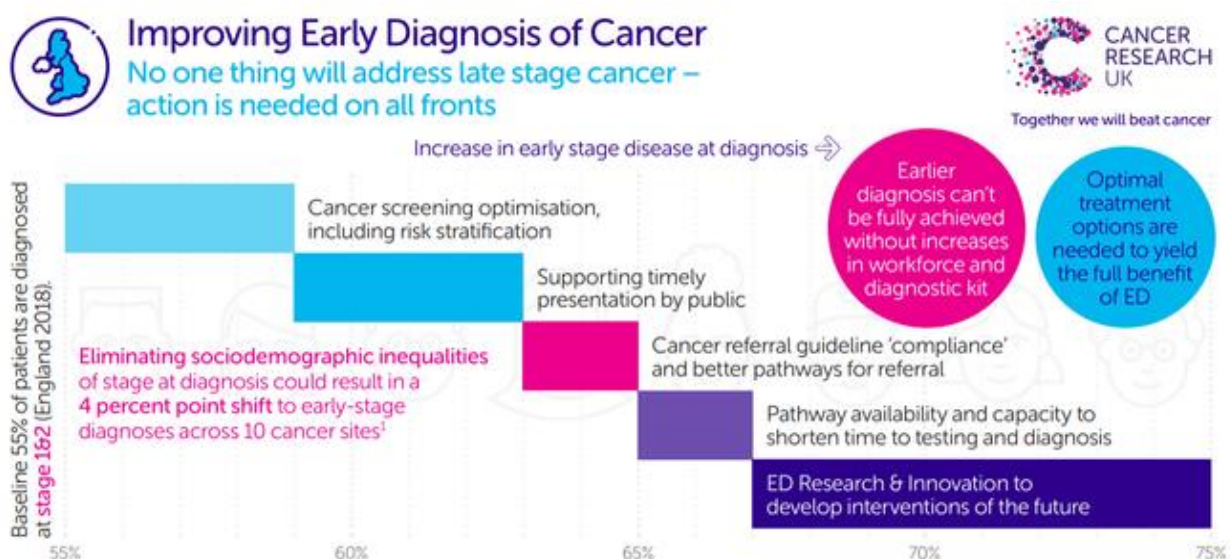 Improving Early Diagnosis of Cancer
No one thing will address late stage cancer –
action is needed on all fronts
CANCER
RESEARCH
UK
Together we will beat cancer
Increase in early stage disease at diagnosis
Earlier
diagnosis can't
be fully achieved
without increases
in workforce and
diagnostic kit
Optimal
treatment
options are
needed to yield
the full benefit
of ED
Baseline 55% of patients are diagnosed
at stage 1&2 (England 2018).
Cancer screening optimisation,
including risk stratification
Supporting timely
presentation by public
Eliminating sociodemographic inequalities
of stage at diagnosis could result in a
4 percent point shift to early-stage
diagnoses across 10 cancer sites¹
Cancer referral guideline 'compliance'
and better pathways for referral
Pathway availability and capacity to
shorten time to testing and diagnosis
ED Research & Innovation to
develop interventions of the future
55%
60%
65%
70%
75%